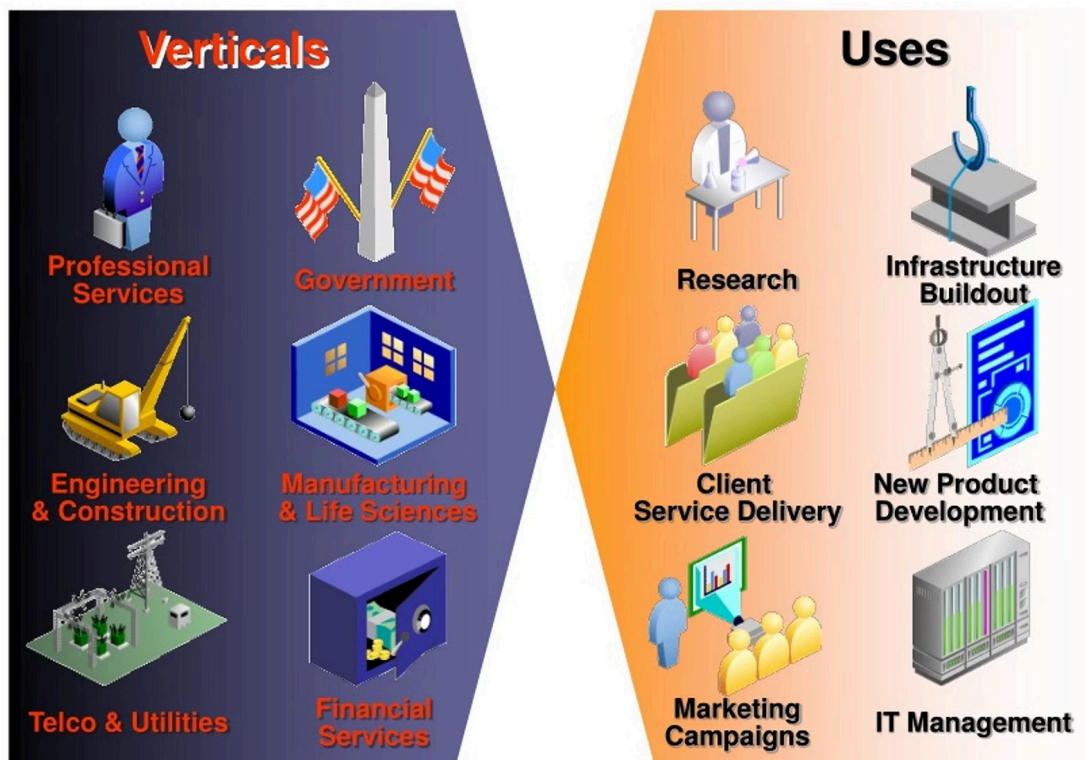 Verticals
Professional
Services
Government
Engineering
& Construction
Manufacturing
& Life Sciences
Telco & Utilities
Financial
Services
Uses
Research
Infrastructure
Buildout
Client
Service Delivery
New Product
Development
Marketing
Campaigns
IT Management